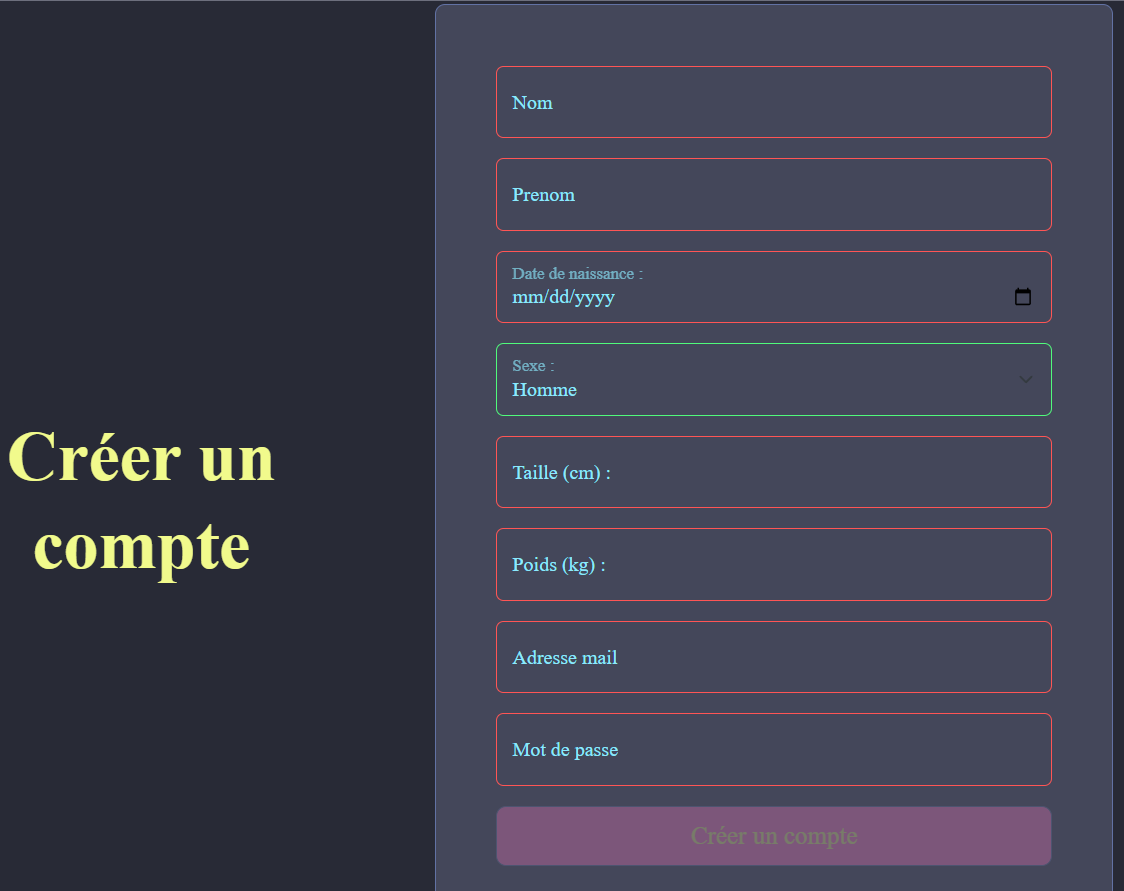 Créer un
compte
Nom
Prenom
Date de naissance :
mm/dd/yyyy
Sexe :
Homme
Taille (cm) :
Poids (kg) :
Adresse mail
Mot de passe
Créer un compte